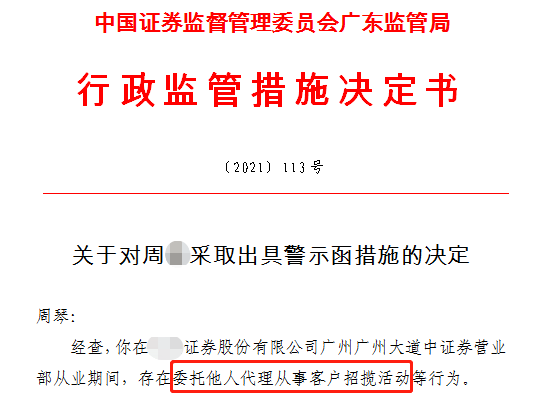 中国证券监督管理委员会广东监管局
行政监管措施决定书
〔2021〕113号
关于对周 采取出具警示函措施的决定
周琴：
经查，你在 证券股份有限公司广州广州大道中证券营业
部从业期间，存在委托他人代理从事客户招揽活动等行为。